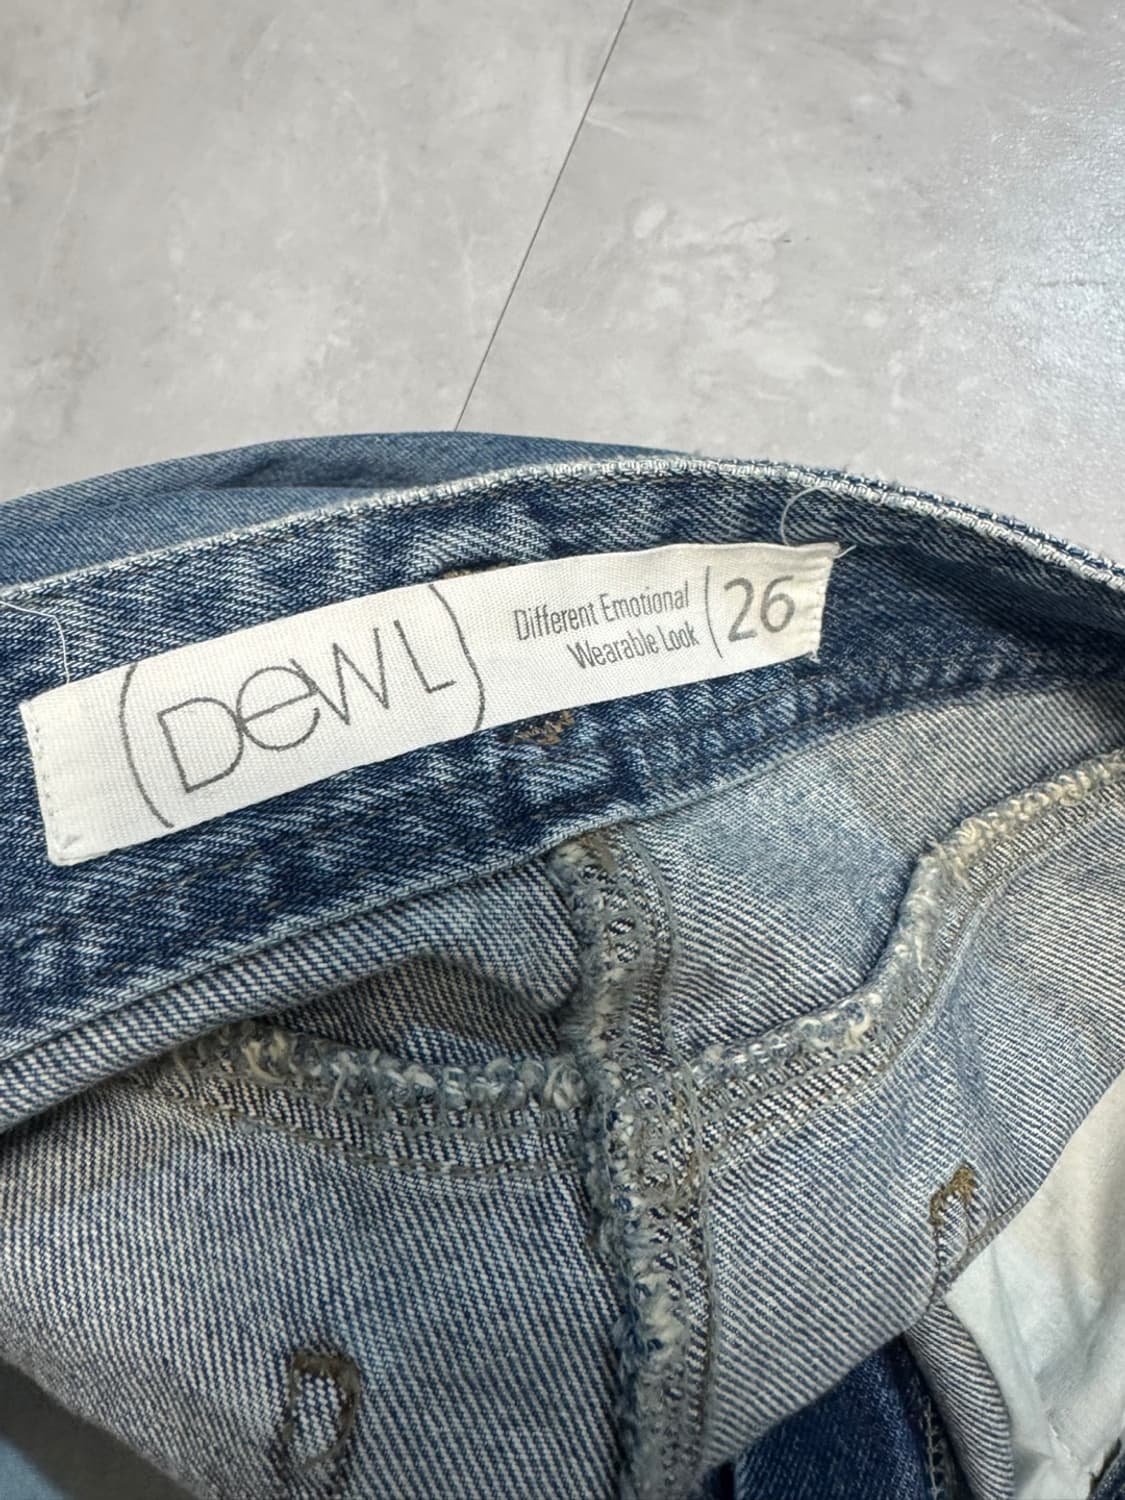 (DeWL)
Different Emotional
Wearable Look
26